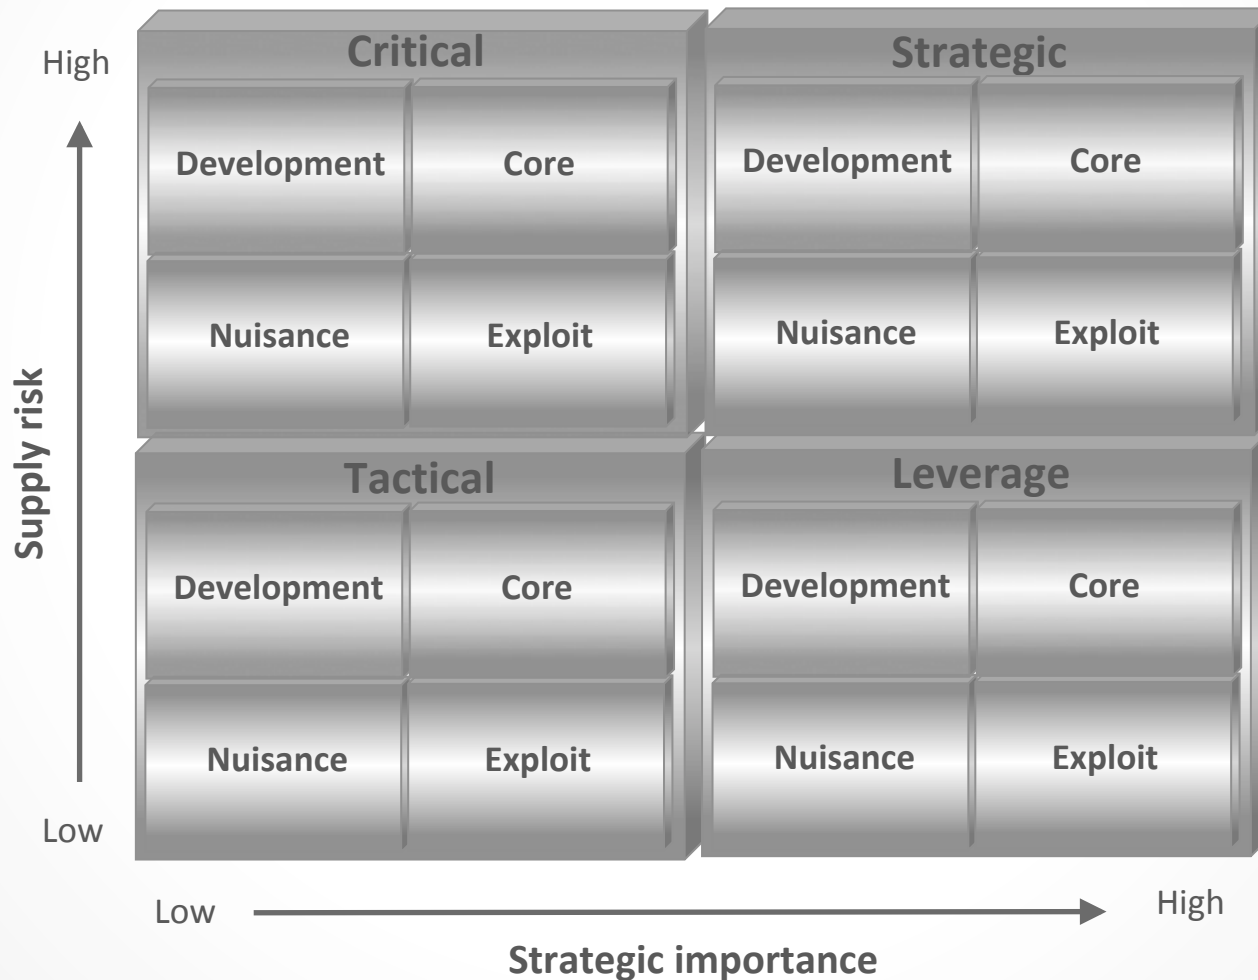 High
Critical
Strategic
Development Core Development Core
Nuisance Exploit Nuisance Exploit
Supply risk
Tactical
Leverage
Development Core Development Core
Nuisance Exploit Nuisance Exploit
Low
Low
High
Strategic importance